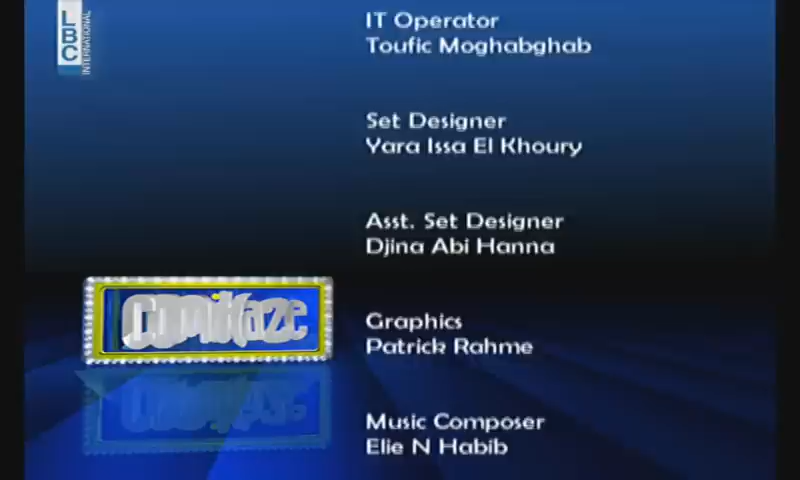 LBC
INTERNATIONAL
IT Operator
Toufic Moghabghab
Set Designer
Yara Issa El Khoury
Asst. Set Designer
Djina Abi Hanna
comikaze
Graphics
Patrick Rahme
Music Composer
Elie N Habib